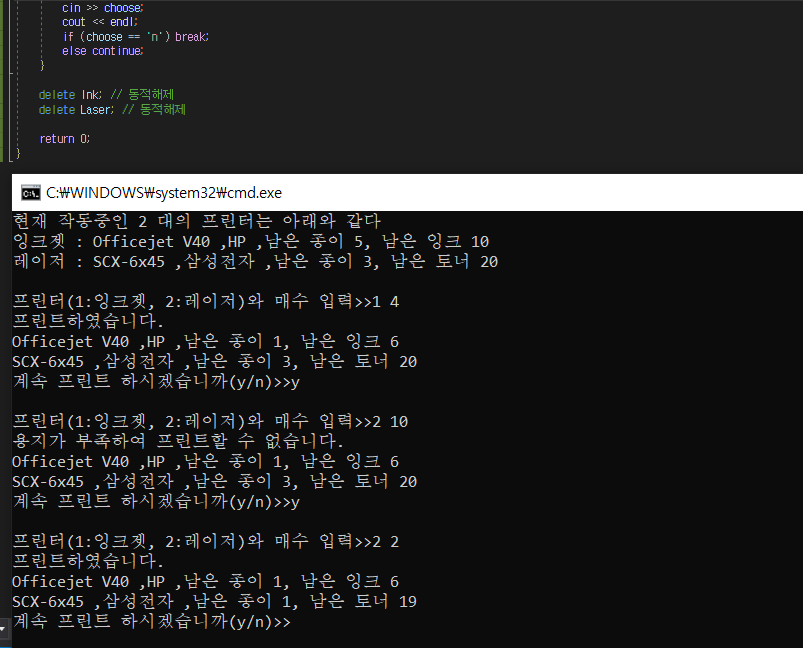 cin >> choose;
cout << endl;
if (choose == 'n') break;
else continue;
}
delete Ink; // 동적해제
delete Laser; // 동적해제
return 0;
}
C:\WINDOWS\system32\cmd.exe
현재 작동중인 2 대의 프린터는 아래와 같다
잉크젯 : Officejet V40 ,HP ,남은 종이 5, 남은 잉크 10
레이저 : SCX-6x45 ,삼성전자 ,남은 종이 3, 남은 토너 20
프린터(1:잉크젯, 2:레이저)와 매수 입력>>1 4
프린트하였습니다.
Officejet V40 ,HP ,남은 종이 1, 남은 잉크 6
SCX-6x45 ,삼성전자 ,남은 종이 3, 남은 토너 20
계속 프린트 하시겠습니까(y/n)>>y
프린터(1:잉크젯, 2:레이저)와 매수 입력>>2 10
용지가 부족하여 프린트할 수 없습니다.
Officejet V40 ,HP ,남은 종이 1, 남은 잉크 6
SCX-6x45 ,삼성전자 ,남은 종이 3, 남은 토너 20
계속 프린트 하시겠습니까(y/n)>>y
프린터(1:잉크젯, 2:레이저)와 매수 입력>>2 2
프린트하였습니다.
Officejet V40 ,HP ,남은 종이 1, 남은 잉크 6
SCX-6x45 ,삼성전자 ,남은 종이 1, 남은 토너 19
계속 프린트 하시겠습니까(y/n)>>